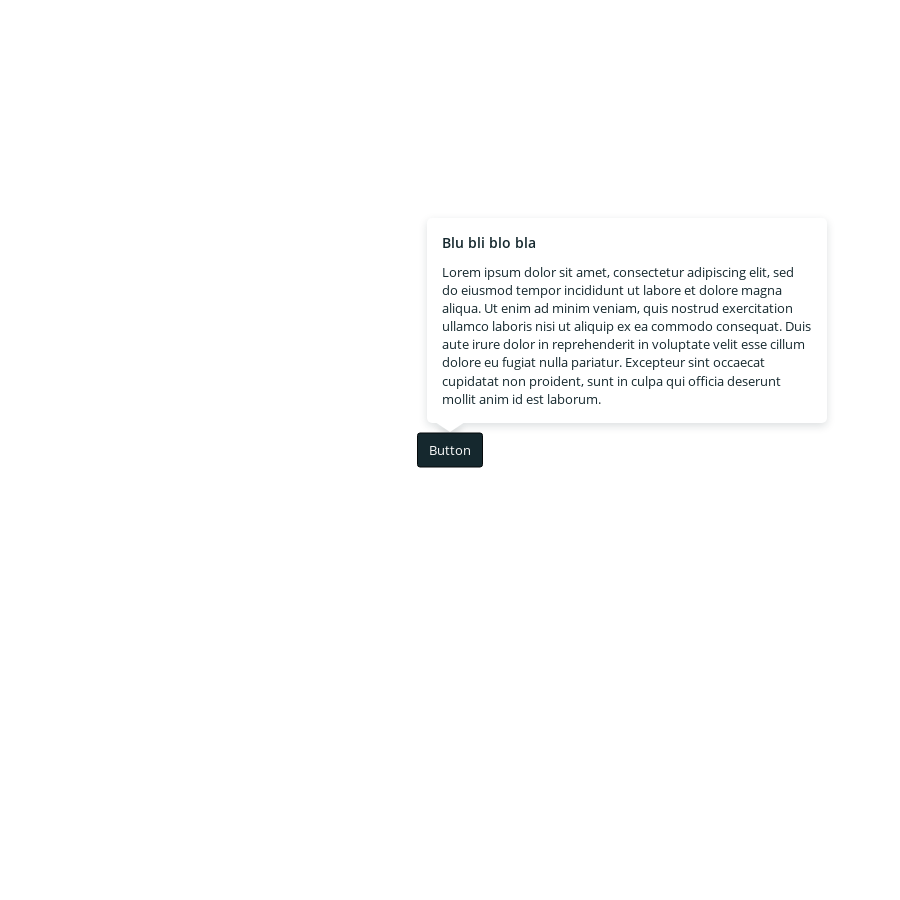 Blu bli blo bla
Lorem ipsum dolor sit amet, consectetur adipiscing elit, sed
do eiusmod tempor incididunt ut labore et dolore magna
aliqua. Ut enim ad minim veniam, quis nostrud exercitation
ullamco laboris nisi ut aliquip ex ea commodo consequat. Duis
aute irure dolor in reprehenderit in voluptate velit esse cillum
dolore eu fugiat nulla pariatur. Excepteur sint occaecat
cupidatat non proident, sunt in culpa qui officia deserunt
mollit anim id est laborum.
Button